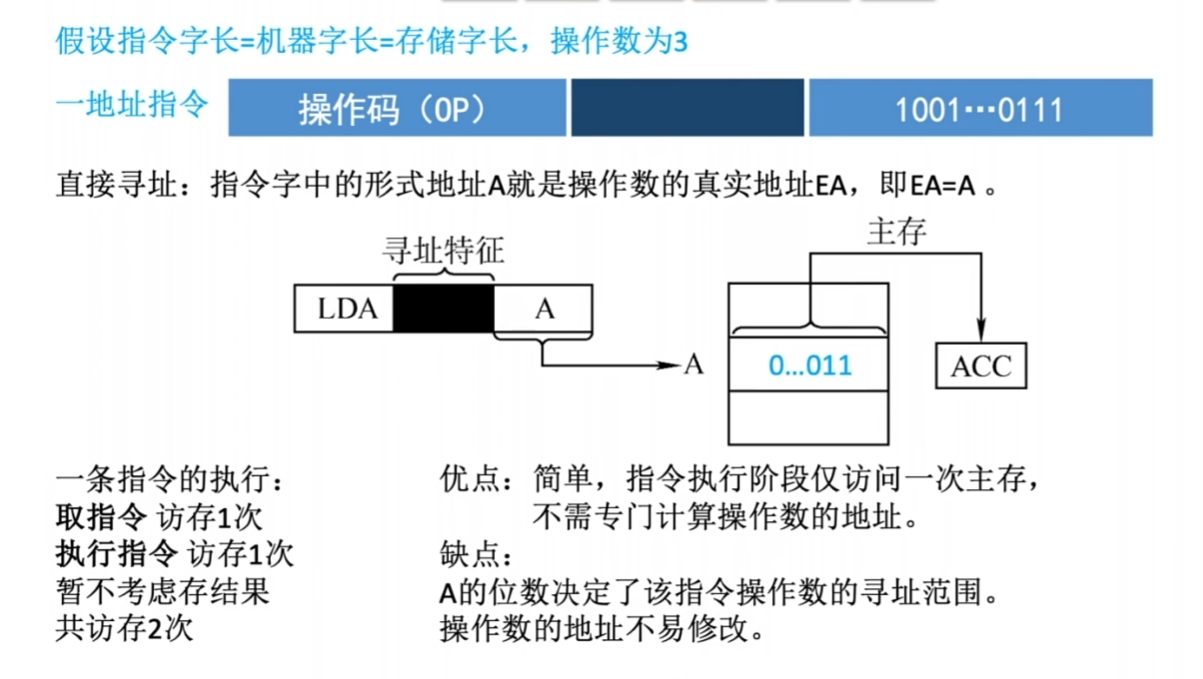 假设指令字长=机器字长=存储字长，操作数为3
一地址指令 操作码（OP） 1001…0111
直接寻址：指令字中的形式地址A就是操作数的真实地址EA，即EA=A 。
主存
寻址特征
LDA A
A 0…011 ACC
一条指令的执行：
取指令 访存1次
执行指令 访存1次
暂不考虑存结果
共访存2次
优点：简单，指令执行阶段仅访问一次主存，
不需专门计算操作数的地址。
缺点：
A的位数决定了该指令操作数的寻址范围。
操作数的地址不易修改。